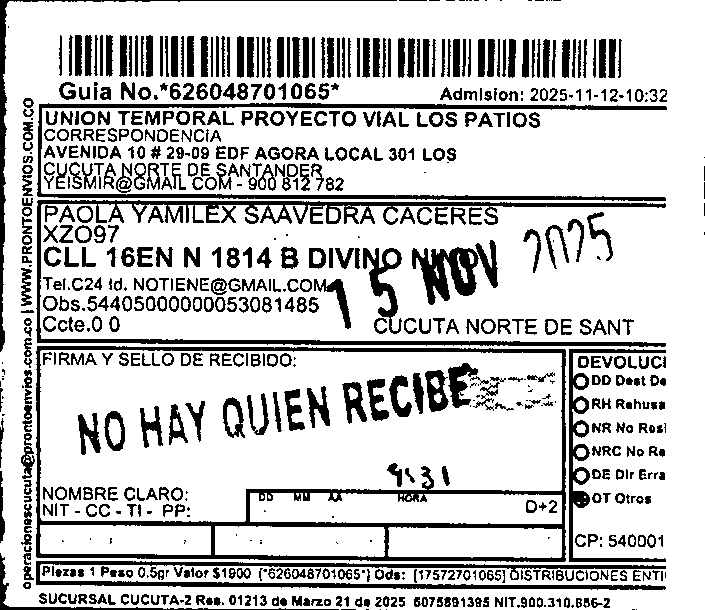 Guia No.*626048701065*
Admision: 2025-11-12-10:32
UNION TEMPORAL PROYECTO VIAL LOS PATIOS
CORRESPONDENCIA
AVENIDA 10 # 29-09 EDF AGORA LOCAL 301 LOS
CUCUTA NORTE DE SANTANDER
YEISMIR@GMAIL COM - 900 812 782
PAOLA YAMILEX SAAVEDRA CACERES
XZO97
CLL 16EN N 1814 B DIVINO
15 NOV 2025
Tel.C24 Id. NOTIENE@GMAIL.COM
Obs.54405000000053081485
Ccte.0 0
CUCUTA NORTE DE SANT
FIRMA Y SELLO DE RECIBIDO:
NO HAY QUIEN RECIBE
9:31
NOMBRE CLARO:
NIT - CC - TI - PP:
DD MM AA HORA
D+2
DEVOLUCI
DD Dest De
RH Rehusa
NR No Resi
NRC No Re
DE Dir Erra
OT Otros
CP: 540001
Piezas 1 Peso 0.5gr Valor $1900 (*626048701065*) Ods: [17572701065] DISTRIBUCIONES ENTI
SUCURSAL CUCUTA-2 Res. 01213 de Marzo 21 de 2025 6075891395 NIT.900.310.856-2
operacionescucuta@prontoenvios.com.co | WWW.PRONTOENVIOS.COM.CO